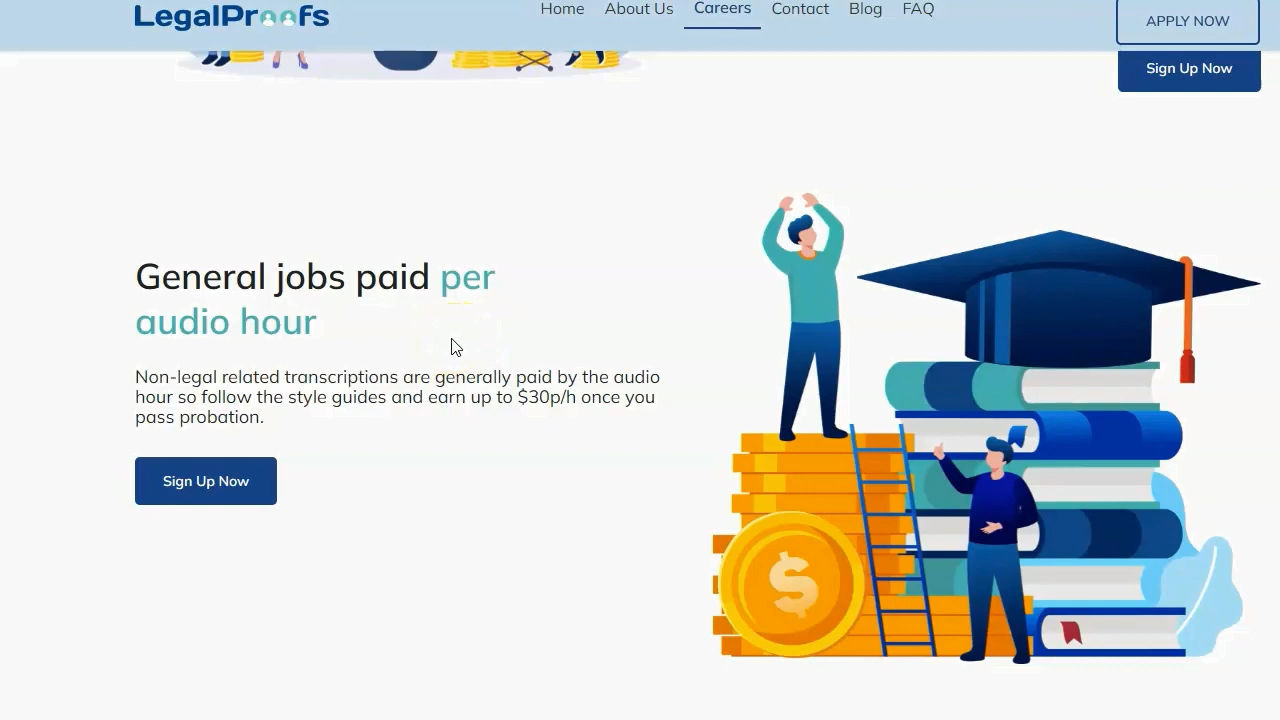 LegalProofs
Home About Us Careers Contact Blog FAQ
APPLY NOW
Sign Up Now
General jobs paid per
audio hour
Non-legal related transcriptions are generally paid by the audio
hour so follow the style guides and earn up to $30p/h once you
pass probation.
Sign Up Now
$